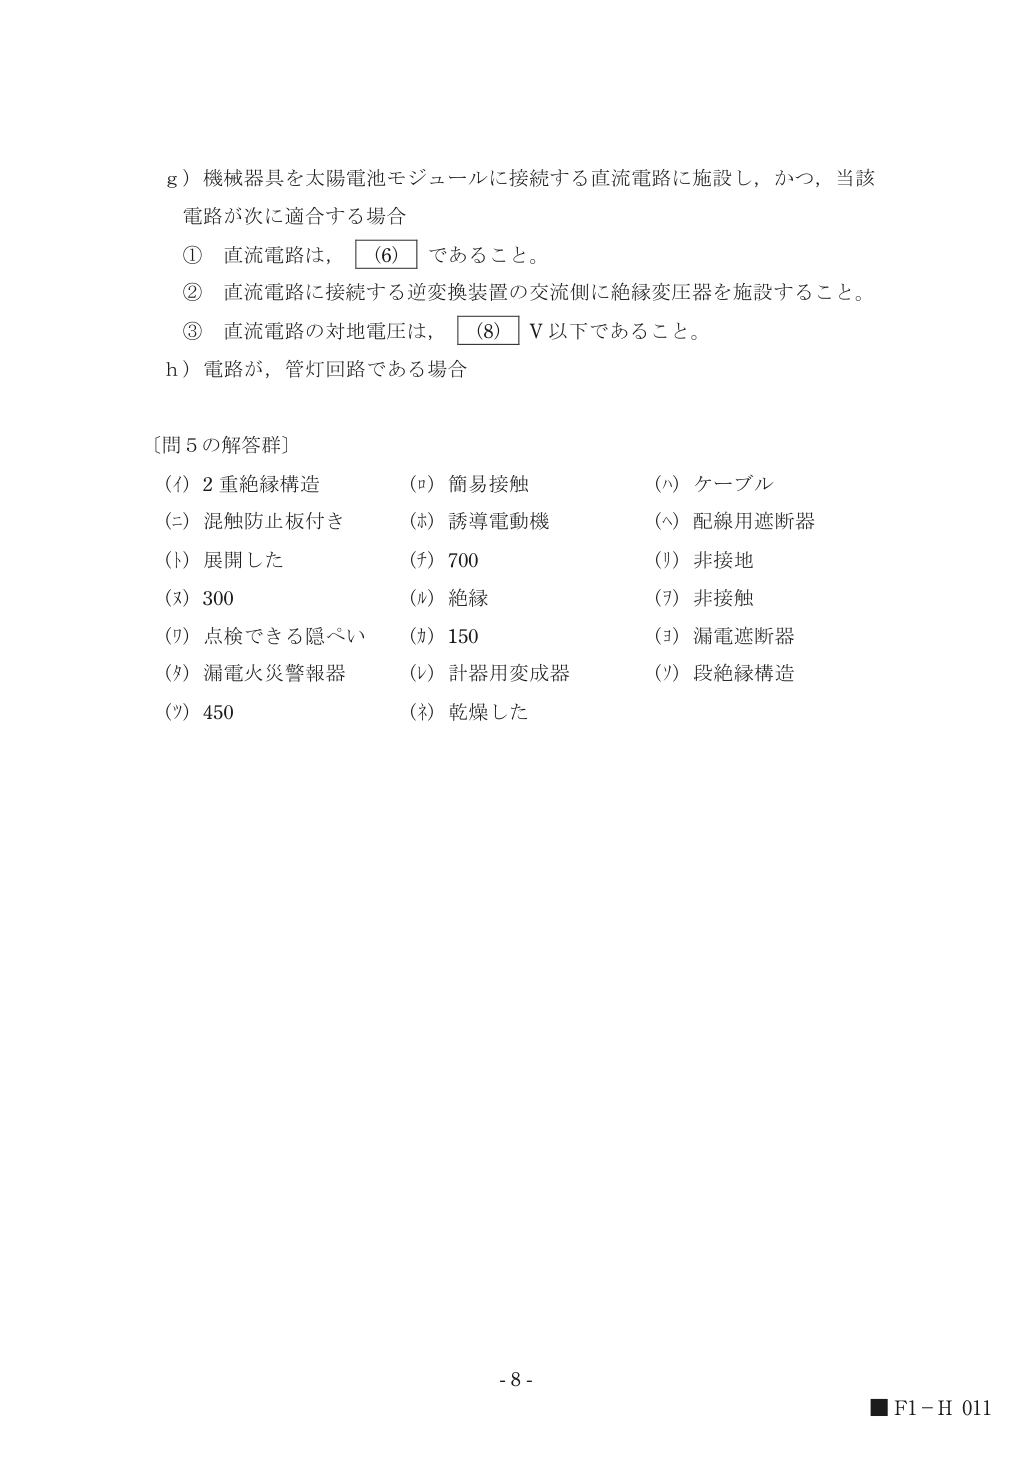 g）機械器具を太陽電池モジュールに接続する直流電路に施設し，かつ，当該
電路が次に適合する場合
① 直流電路は， (6) であること。
② 直流電路に接続する逆変換装置の交流側に絶縁変圧器を施設すること。
③ 直流電路の対地電圧は， (8) V 以下であること。
h）電路が，管灯回路である場合
〔問５の解答群〕
(ｲ) 2 重絶縁構造 (ﾛ) 簡易接触 (ﾊ) ケーブル
(ﾆ) 混触防止板付き (ﾎ) 誘導電動機 (ﾍ) 配線用遮断器
(ﾄ) 展開した (ﾁ) 700 (ﾘ) 非接地
(ﾇ) 300 (ﾙ) 絶縁 (ｦ) 非接触
(ﾜ) 点検できる隠ぺい (ｶ) 150 (ﾖ) 漏電遮断器
(ﾀ) 漏電火災警報器 (ﾚ) 計器用変成器 (ｿ) 段絶縁構造
(ﾂ) 450 (ﾈ) 乾燥した
- 8 -
■ F1－H 011